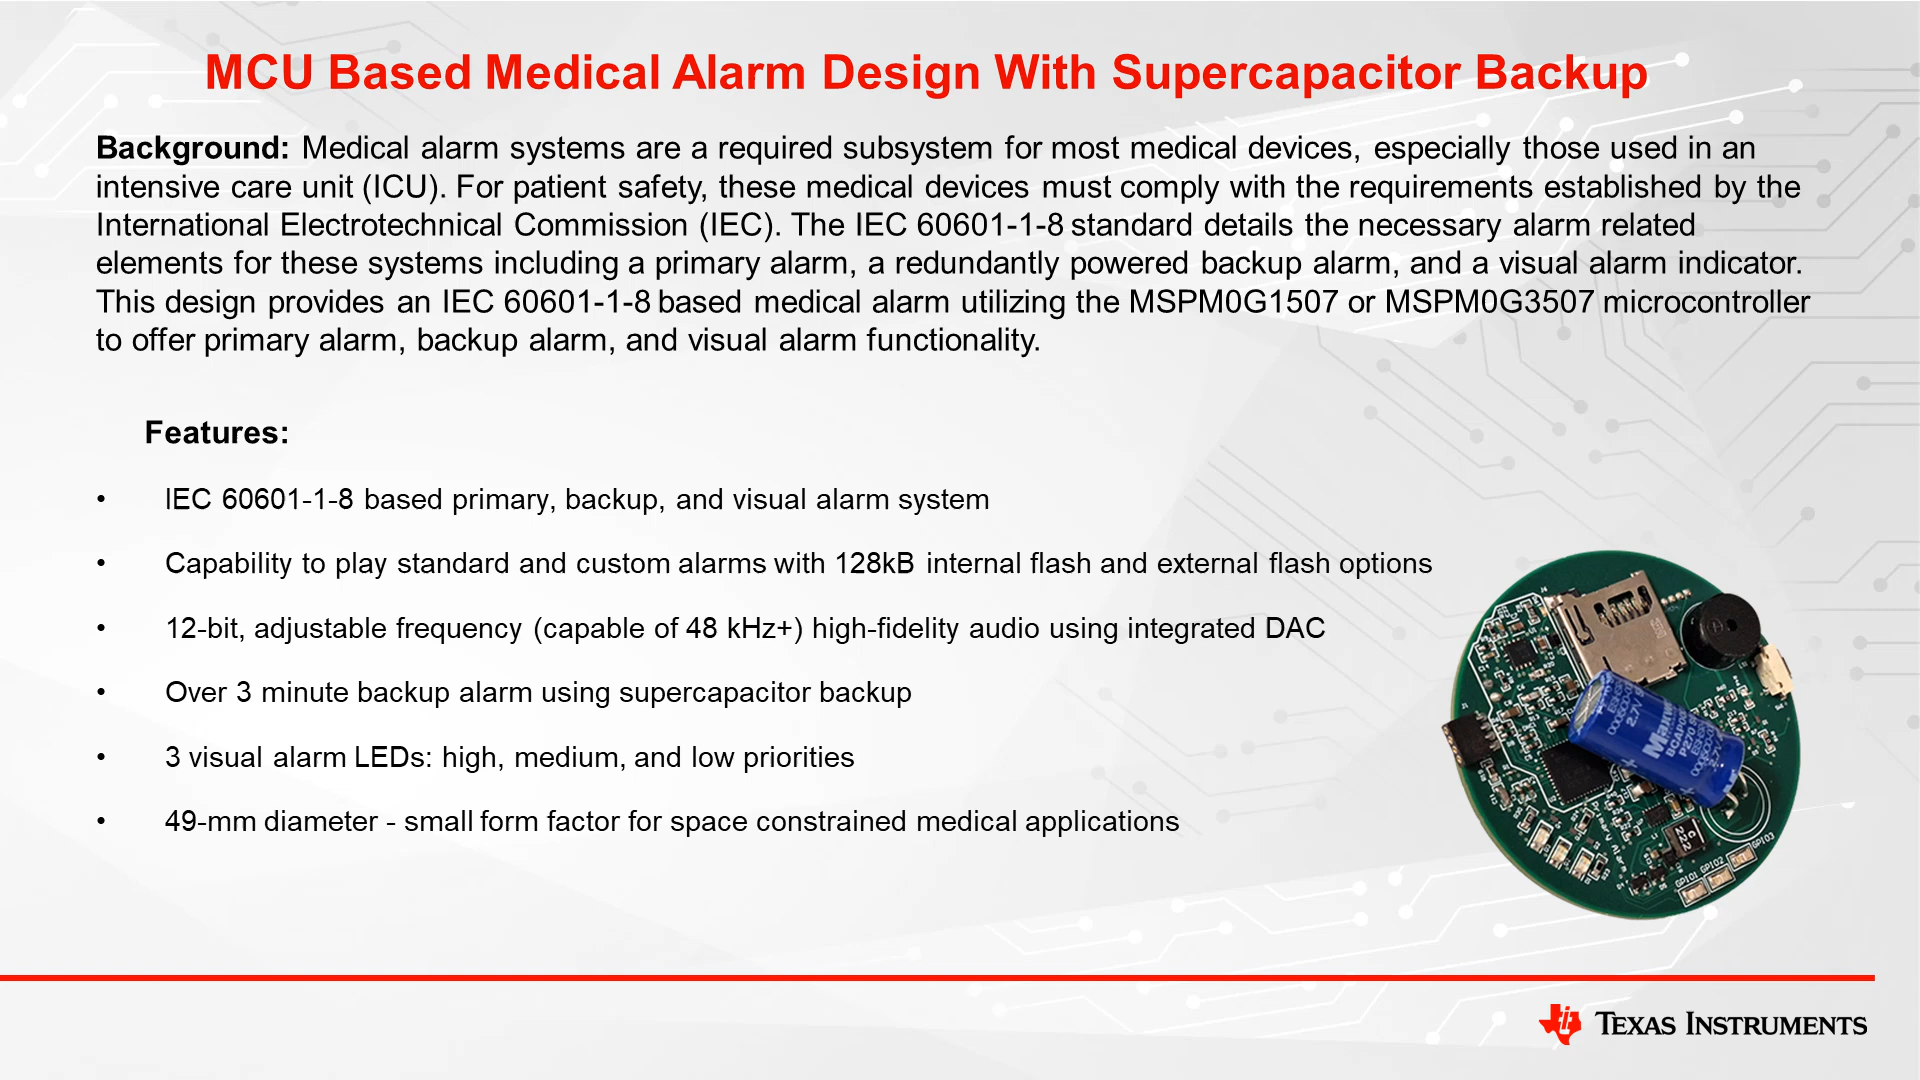 MCU Based Medical Alarm Design With Supercapacitor Backup
Background: Medical alarm systems are a required subsystem for most medical devices, especially those used in an
intensive care unit (ICU). For patient safety, these medical devices must comply with the requirements established by the
International Electrotechnical Commission (IEC). The IEC 60601-1-8 standard details the necessary alarm related
elements for these systems including a primary alarm, a redundantly powered backup alarm, and a visual alarm indicator.
This design provides an IEC 60601-1-8 based medical alarm utilizing the MSPM0G1507 or MSPM0G3507 microcontroller
to offer primary alarm, backup alarm, and visual alarm functionality.
Features:
• IEC 60601-1-8 based primary, backup, and visual alarm system
• Capability to play standard and custom alarms with 128kB internal flash and external flash options
• 12-bit, adjustable frequency (capable of 48 kHz+) high-fidelity audio using integrated DAC
• Over 3 minute backup alarm using supercapacitor backup
• 3 visual alarm LEDs: high, medium, and low priorities
• 49-mm diameter - small form factor for space constrained medical applications
2.7V
Primary Alarm
GPIO1 GPIO2 GPIO3
TEXAS INSTRUMENTS